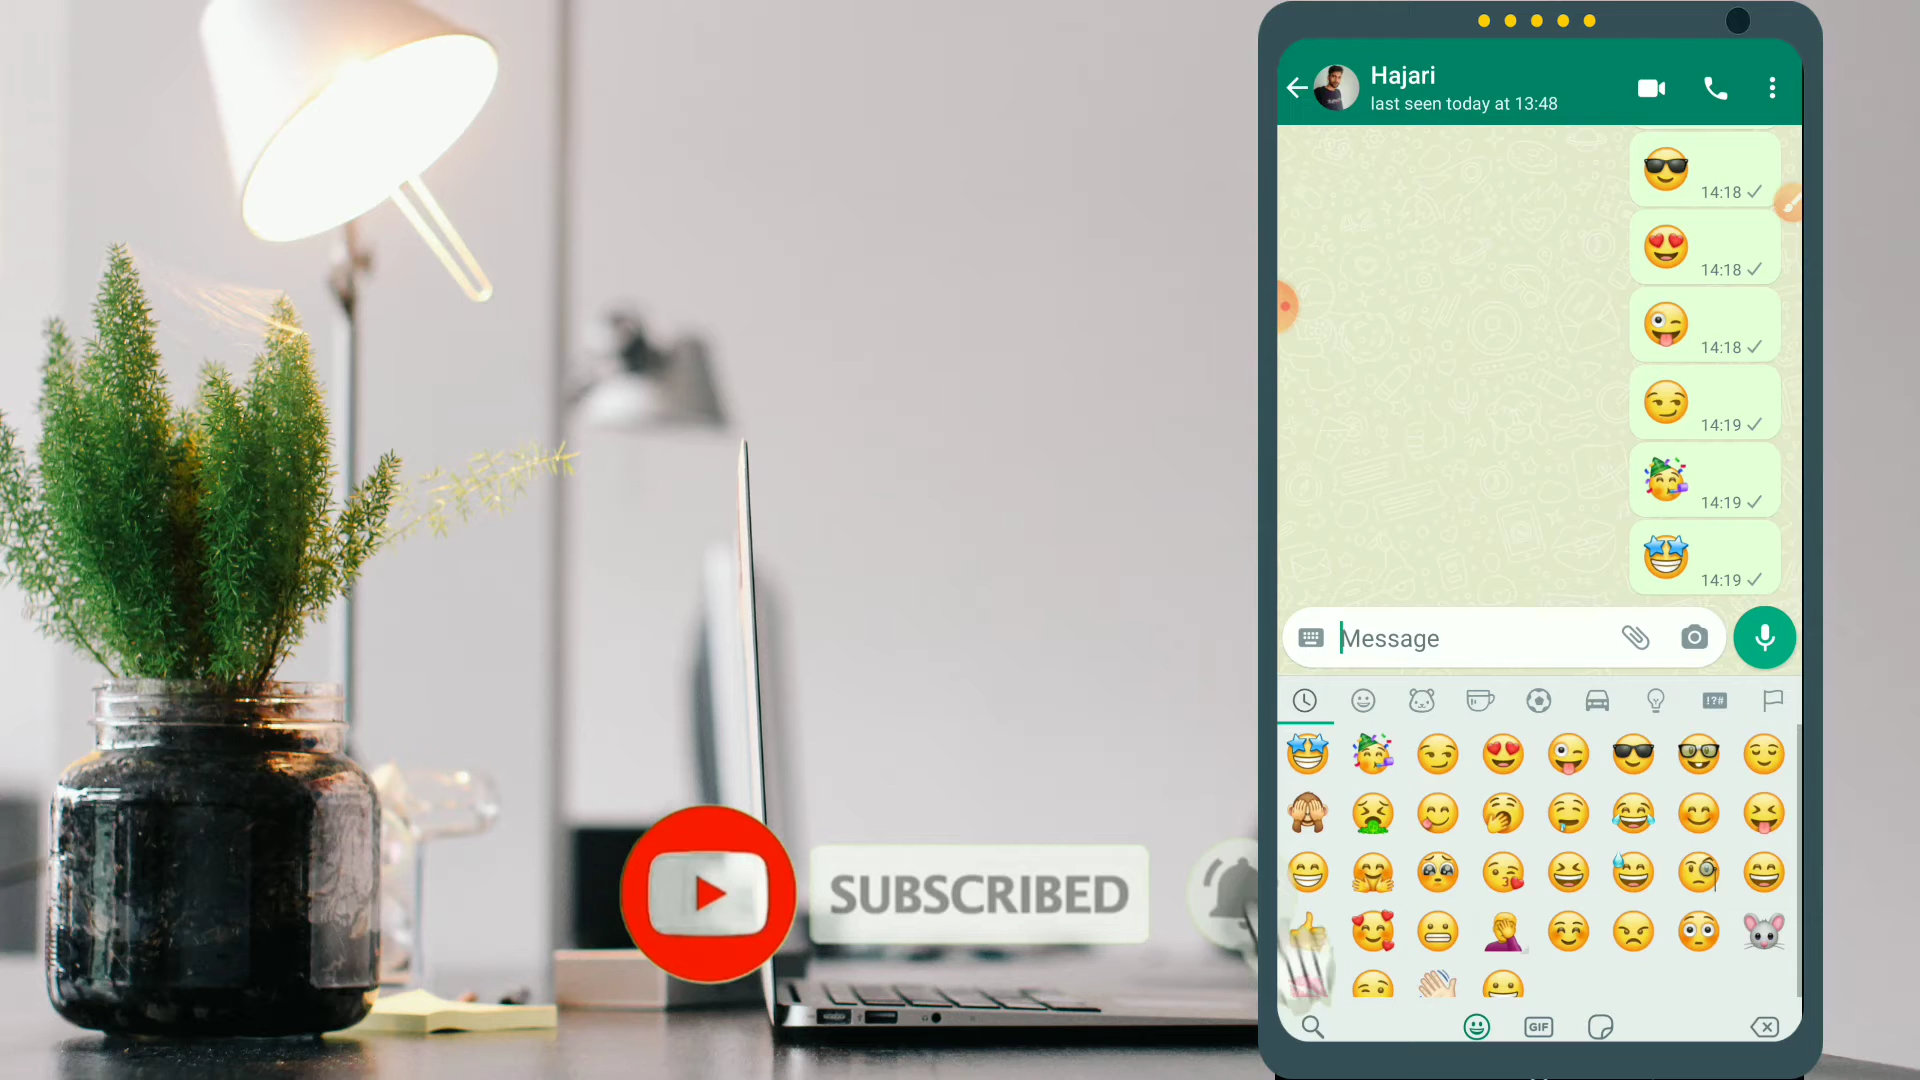 Hajari
last seen today at 13:48
14:18
14:18
14:18
14:19
14:19
14:19
Message
!?#
GIF
SUBSCRIBED